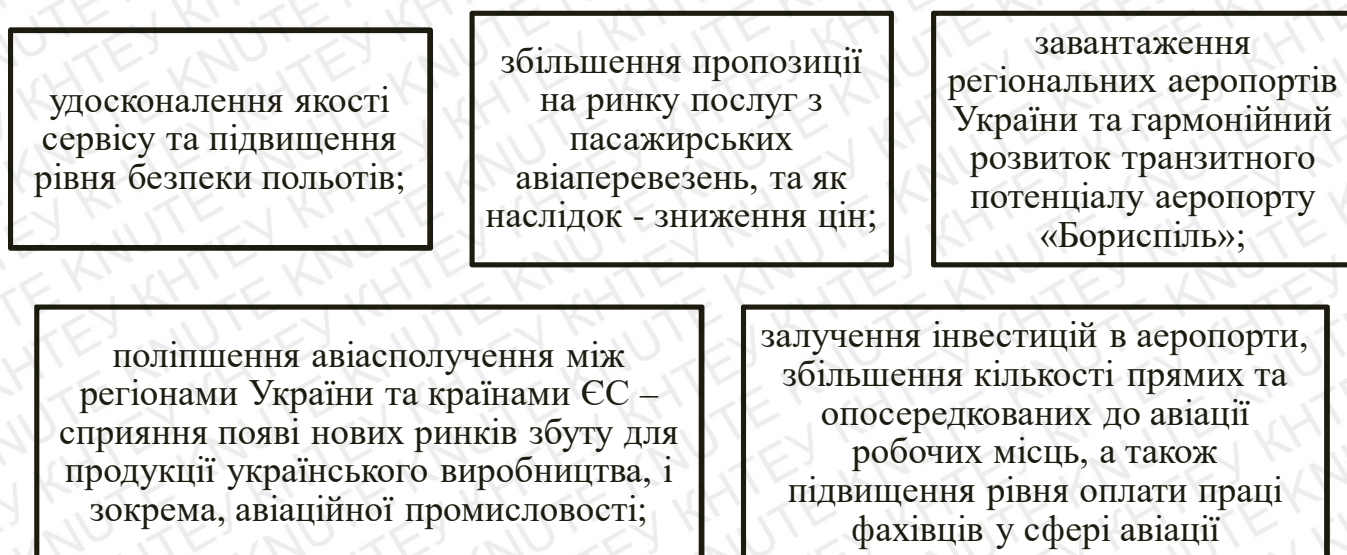 удосконалення якості
сервісу та підвищення
рівня безпеки польотів;
збільшення пропозиції
на ринку послуг з
пасажирських
авіаперевезень, та як
наслідок - зниження цін;
завантаження
регіональних аеропортів
України та гармонійний
розвиток транзитного
потенціалу аеропорту
«Бориспіль»;
поліпшення авіасполучення між
регіонами України та країнами ЄС –
сприяння появі нових ринків збуту для
продукції українського виробництва, і
зокрема, авіаційної промисловості;
залучення інвестицій в аеропорти,
збільшення кількості прямих та
опосередкованих до авіації
робочих місць, а також
підвищення рівня оплати праці
фахівців у сфері авіації